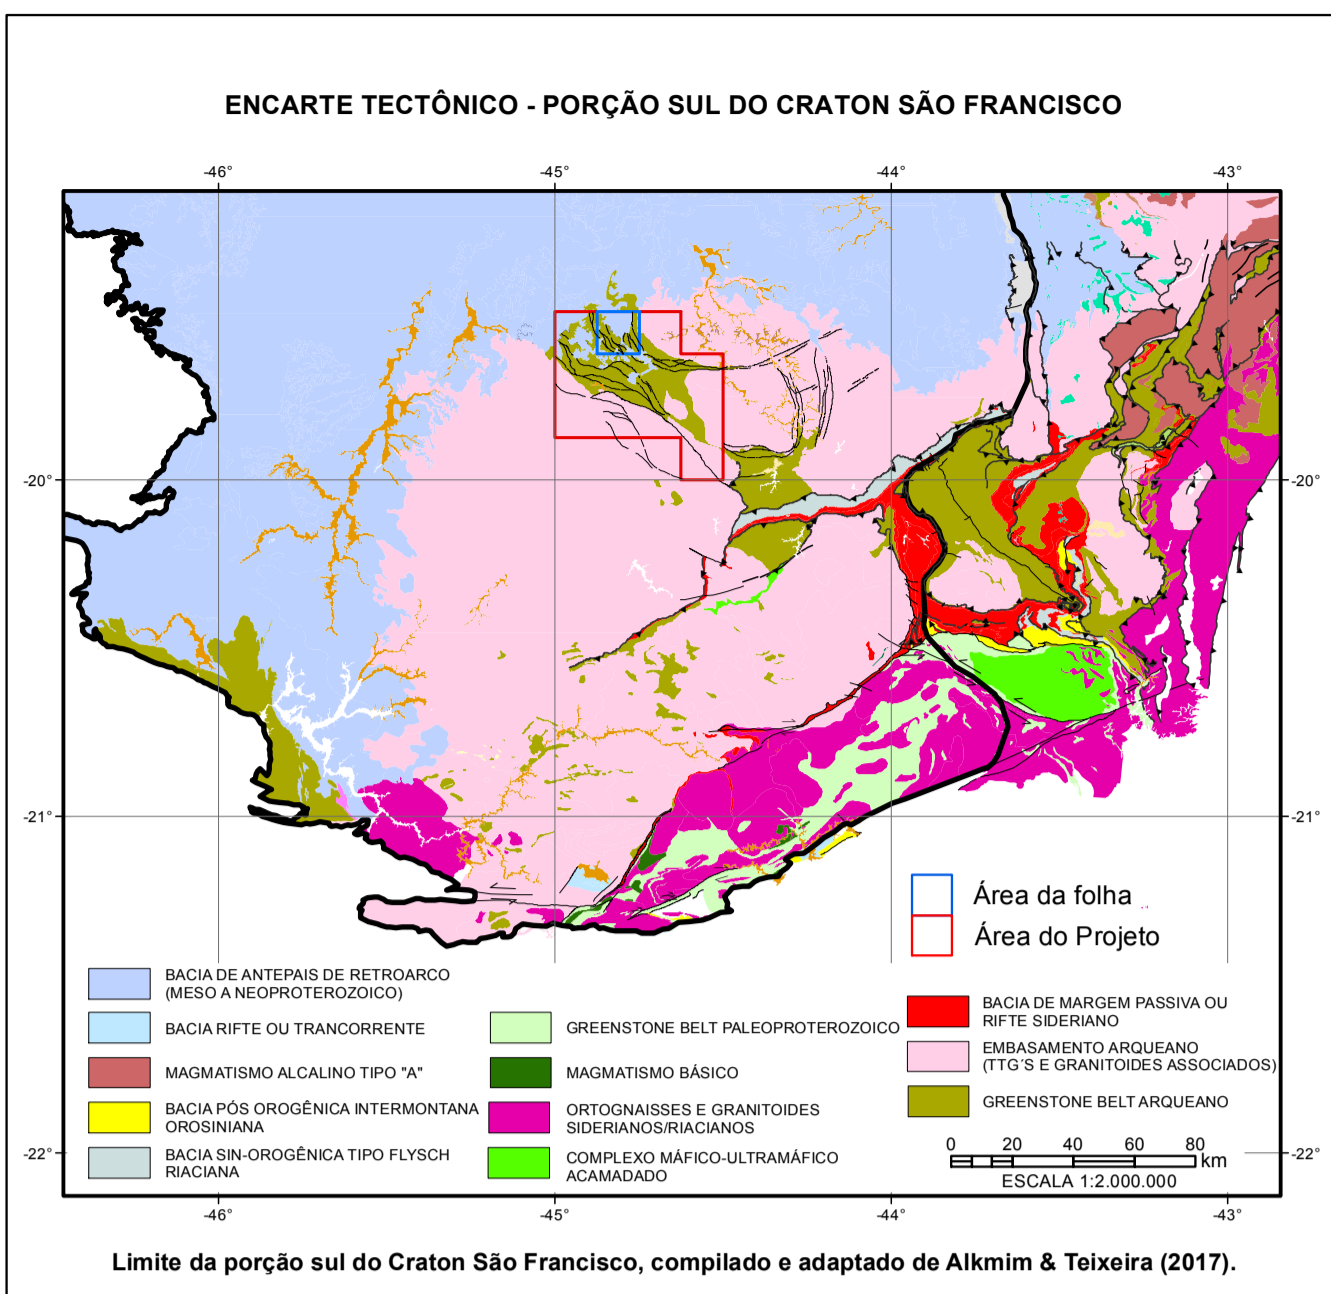 ENCARTE TECTÔNICO - PORÇÃO SUL DO CRATON SÃO FRANCISCO
-46°
-45°
-44°
-43°
-20°
-20°
-21°
-21°
-22°
-22°
-46°
-45°
-44°
-43°
Área da folha
Área do Projeto
BACIA DE ANTEPAIS DE RETROARCO
(MESO A NEOPROTEROZOICO)
BACIA RIFTE OU TRANCORRENTE
MAGMATISMO ALCALINO TIPO "A"
BACIA PÓS OROGÊNICA INTERMONTANA
OROSINIANA
BACIA SIN-OROGÊNICA TIPO FLYSCH
RIACIANA
GREENSTONE BELT PALEOPROTEROZOICO
MAGMATISMO BÁSICO
ORTOGNAISSES E GRANITOIDES
SIDERIANOS/RIACIANOS
COMPLEXO MÁFICO-ULTRAMÁFICO
ACAMADADO
BACIA DE MARGEM PASSIVA OU
RIFTE SIDERIANO
EMBASAMENTO ARQUEANO
(TTG´S E GRANITOIDES ASSOCIADOS)
GREENSTONE BELT ARQUEANO
0 20 40 60 80
km
ESCALA 1:2.000.000
Limite da porção sul do Craton São Francisco, compilado e adaptado de Alkmim & Teixeira (2017).